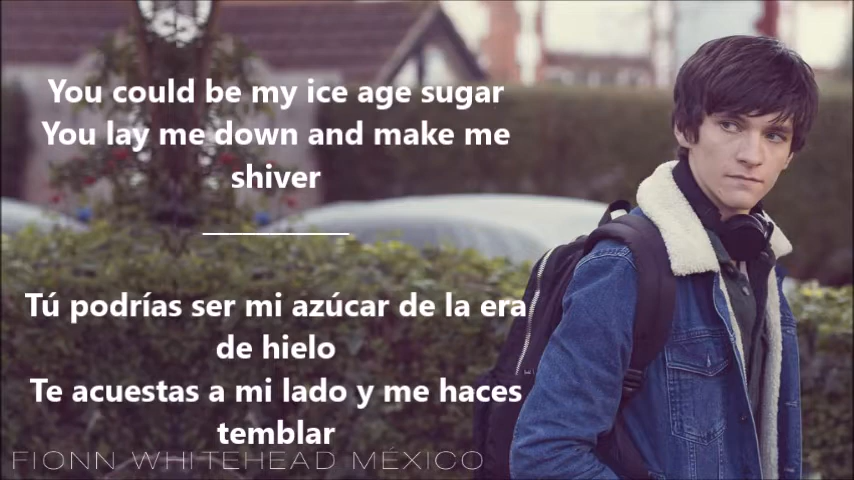 You could be my ice age sugar
You lay me down and make me
shiver
Tú podrías ser mi azúcar de la era
de hielo
Te acuestas a mi lado y me haces
temblar
FIONN WHITEHEAD MÉXICO